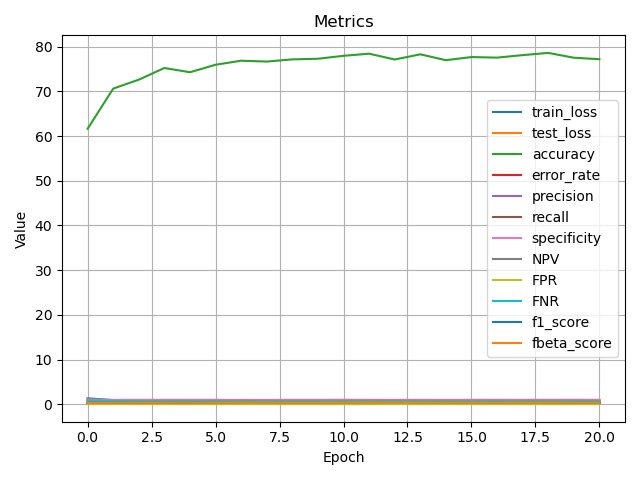 Metrics
Value
80
70
60
50
40
30
20
10
0
train_loss
test_loss
accuracy
error_rate
precision
recall
specificity
NPV
FPR
FNR
f1_score
fbeta_score
0.0 2.5 5.0 7.5 10.0 12.5 15.0 17.5 20.0
Epoch